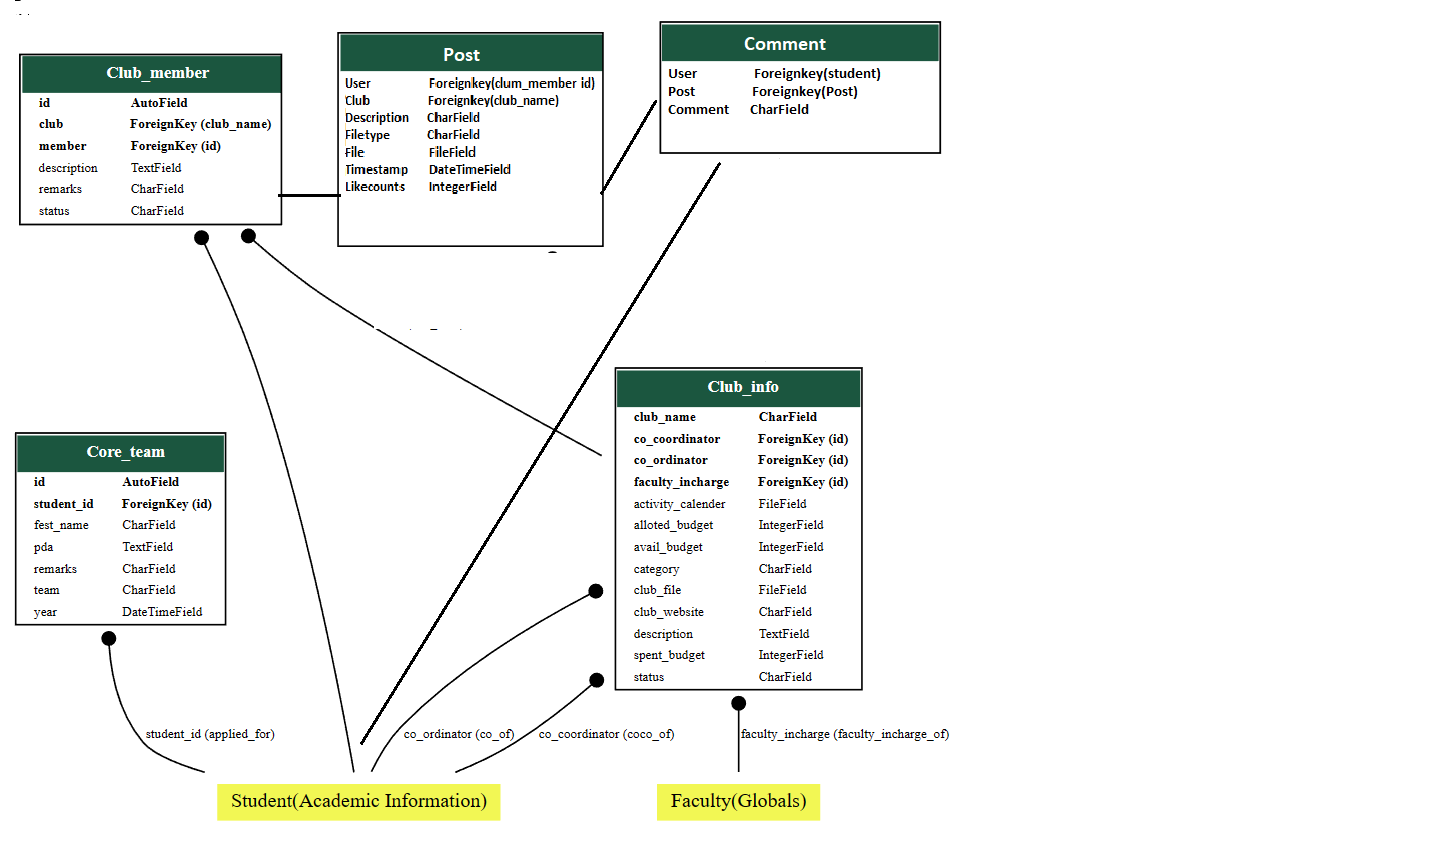 Club_member
id AutoField
club ForeignKey (club_name)
member ForeignKey (id)
description TextField
remarks CharField
status CharField
Post
User Foreignkey(clum_member id)
Club Foreignkey(club_name)
Description CharField
Filetype CharField
File FileField
Timestamp DateTimeField
Likecounts IntegerField
Comment
User Foreignkey(student)
Post Foreignkey(Post)
Comment CharField
Core_team
id AutoField
student_id ForeignKey (id)
fest_name CharField
pda TextField
remarks CharField
team CharField
year DateTimeField
Club_info
club_name CharField
co_coordinator ForeignKey (id)
co_ordinator ForeignKey (id)
faculty_incharge ForeignKey (id)
activity_calender FileField
alloted_budget IntegerField
avail_budget IntegerField
category CharField
club_file FileField
club_website CharField
description TextField
spent_budget IntegerField
status CharField
student_id (applied_for)
co_ordinator (co_of)
co_coordinator (coco_of)
faculty_incharge (faculty_incharge_of)
Student(Academic Information)
Faculty(Globals)